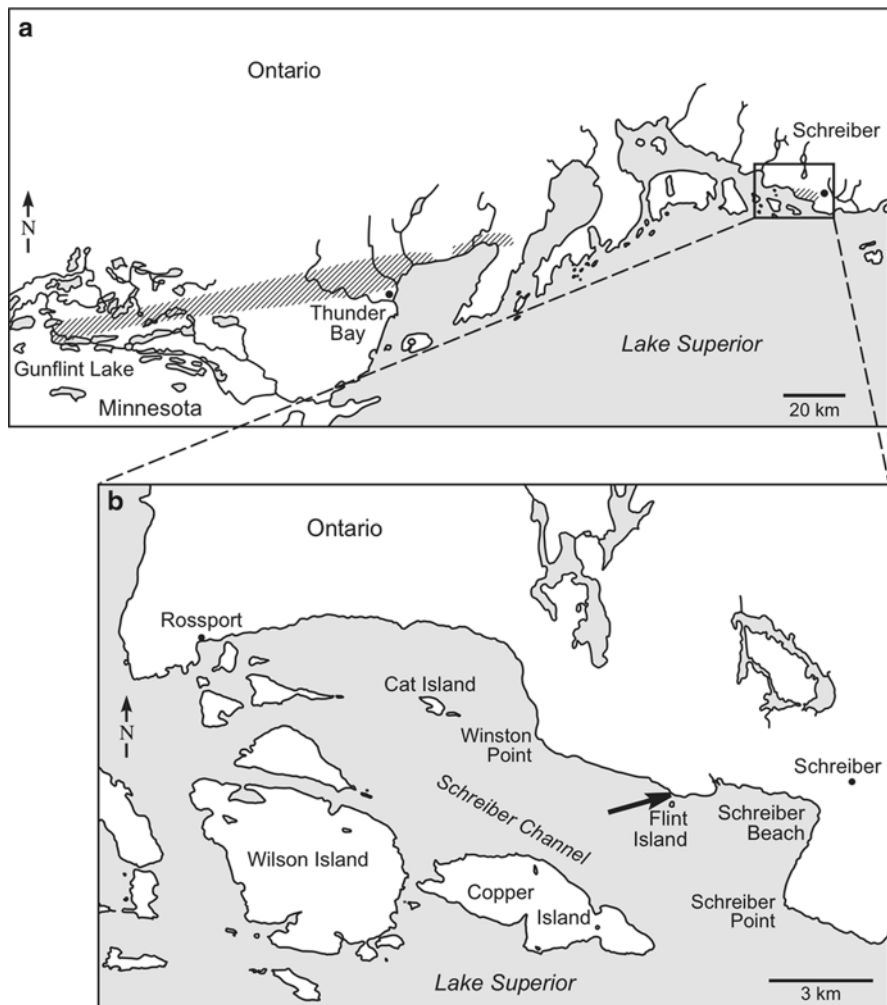 a
Ontario
Schreiber
N
Thunder
Bay
Gunflint Lake
Lake Superior
Minnesota
20 km
b
Ontario
Rossport
Cat Island
N
Winston
Point
Schreiber
Schreiber Channel
Flint
Island
Schreiber
Beach
Wilson Island
Copper
Island
Schreiber
Point
Lake Superior
3 km